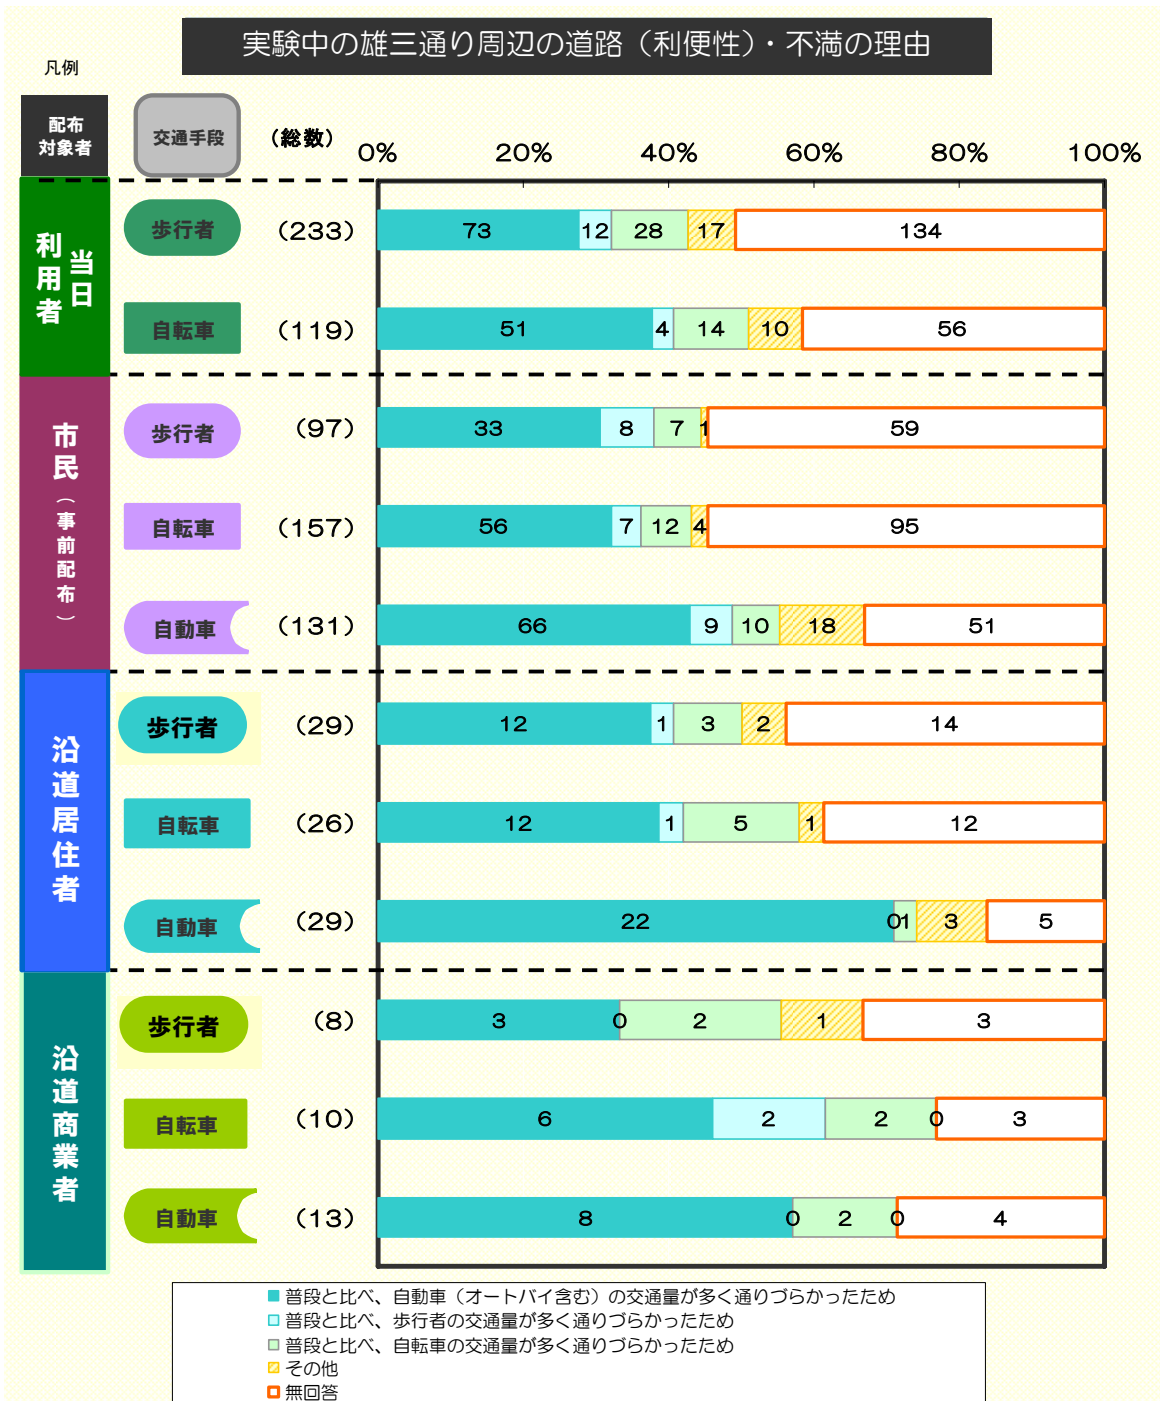 実験中の雄三通り周辺の道路（利便性）・不満の理由
凡例
配布
対象者
交通手段
（総数）
0% 20% 40% 60% 80% 100%
当日
利用者
歩行者 (233) 73 12 28 17 134
自転車 (119) 51 4 14 10 56
市民（事前配布）
歩行者 (97) 33 8 7 1 59
自転車 (157) 56 7 12 4 95
自動車 (131) 66 9 10 18 51
沿道居住者
歩行者 (29) 12 1 3 2 14
自転車 (26) 12 1 5 1 12
自動車 (29) 22 0 1 3 5
沿道商業者
歩行者 (8) 3 0 2 1 3
自転車 (10) 6 2 2 0 3
自動車 (13) 8 0 2 0 4
普段と比べ、自動車（オートバイ含む）の交通量が多く通りづらかったため
普段と比べ、歩行者の交通量が多く通りづらかったため
普段と比べ、自転車の交通量が多く通りづらかったため
その他
無回答